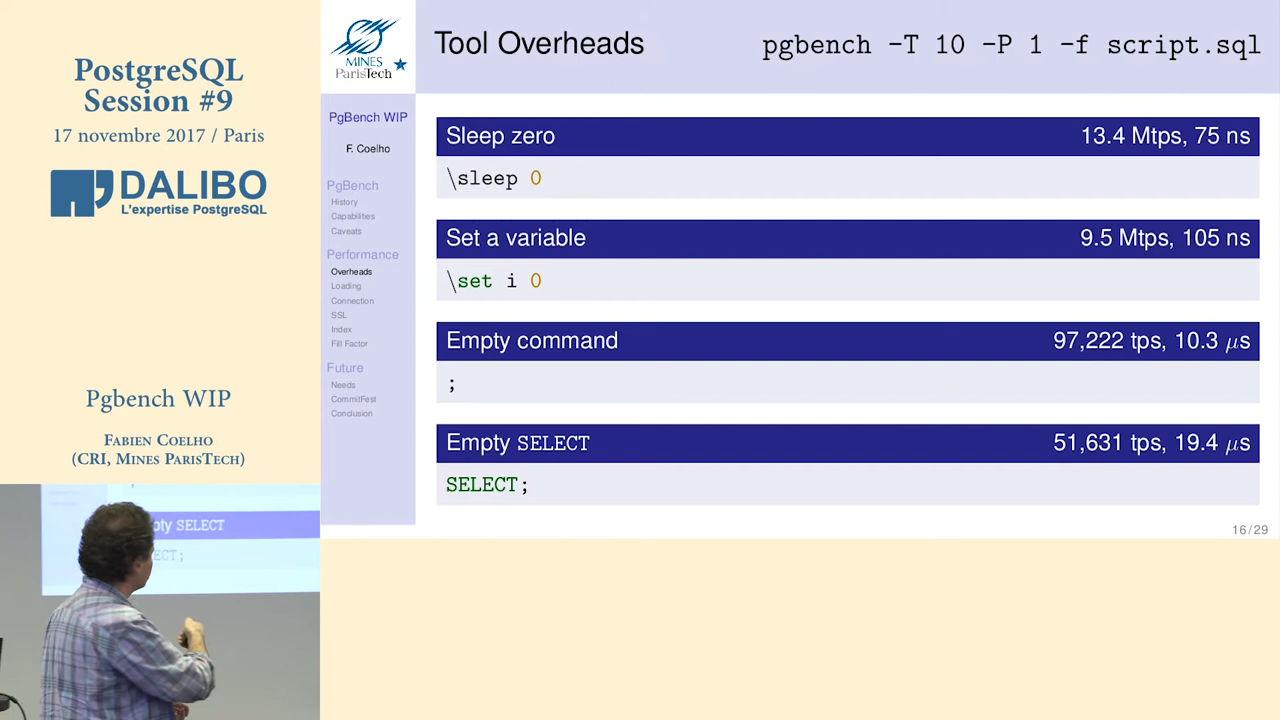 PostgreSQL
Session #9
17 novembre 2017 / Paris
DALIBO
L'expertise PostgreSQL
Pgbench WIP
FABIEN COELHO
(CRI, MINES PARISTECH)
pty SELECT
ECT;
MINES
ParisTech
PgBench WIP
F. Coelho
PgBench
History
Capabilities
Caveats
Performance
Overheads
Loading
Connection
SSL
Index
Fill Factor
Future
Needs
CommitFest
Conclusion
Tool Overheads pgbench -T 10 -P 1 -f script.sql
Sleep zero 13.4 Mtps, 75 ns
\sleep 0
Set a variable 9.5 Mtps, 105 ns
\set i 0
Empty command 97,222 tps, 10.3 μs
;
Empty SELECT 51,631 tps, 19.4 μs
SELECT;
16/29